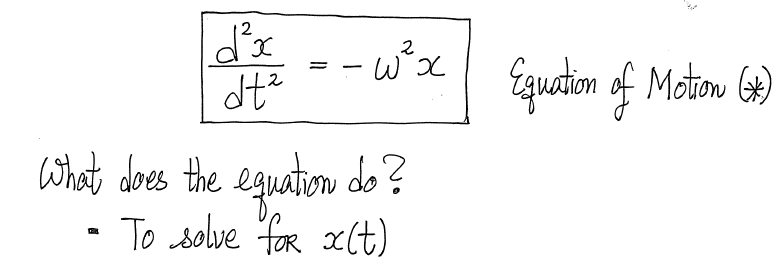 d²x/dt² = - ω²x Equation of Motion (*)
What does the equation do?
- To solve for x(t)